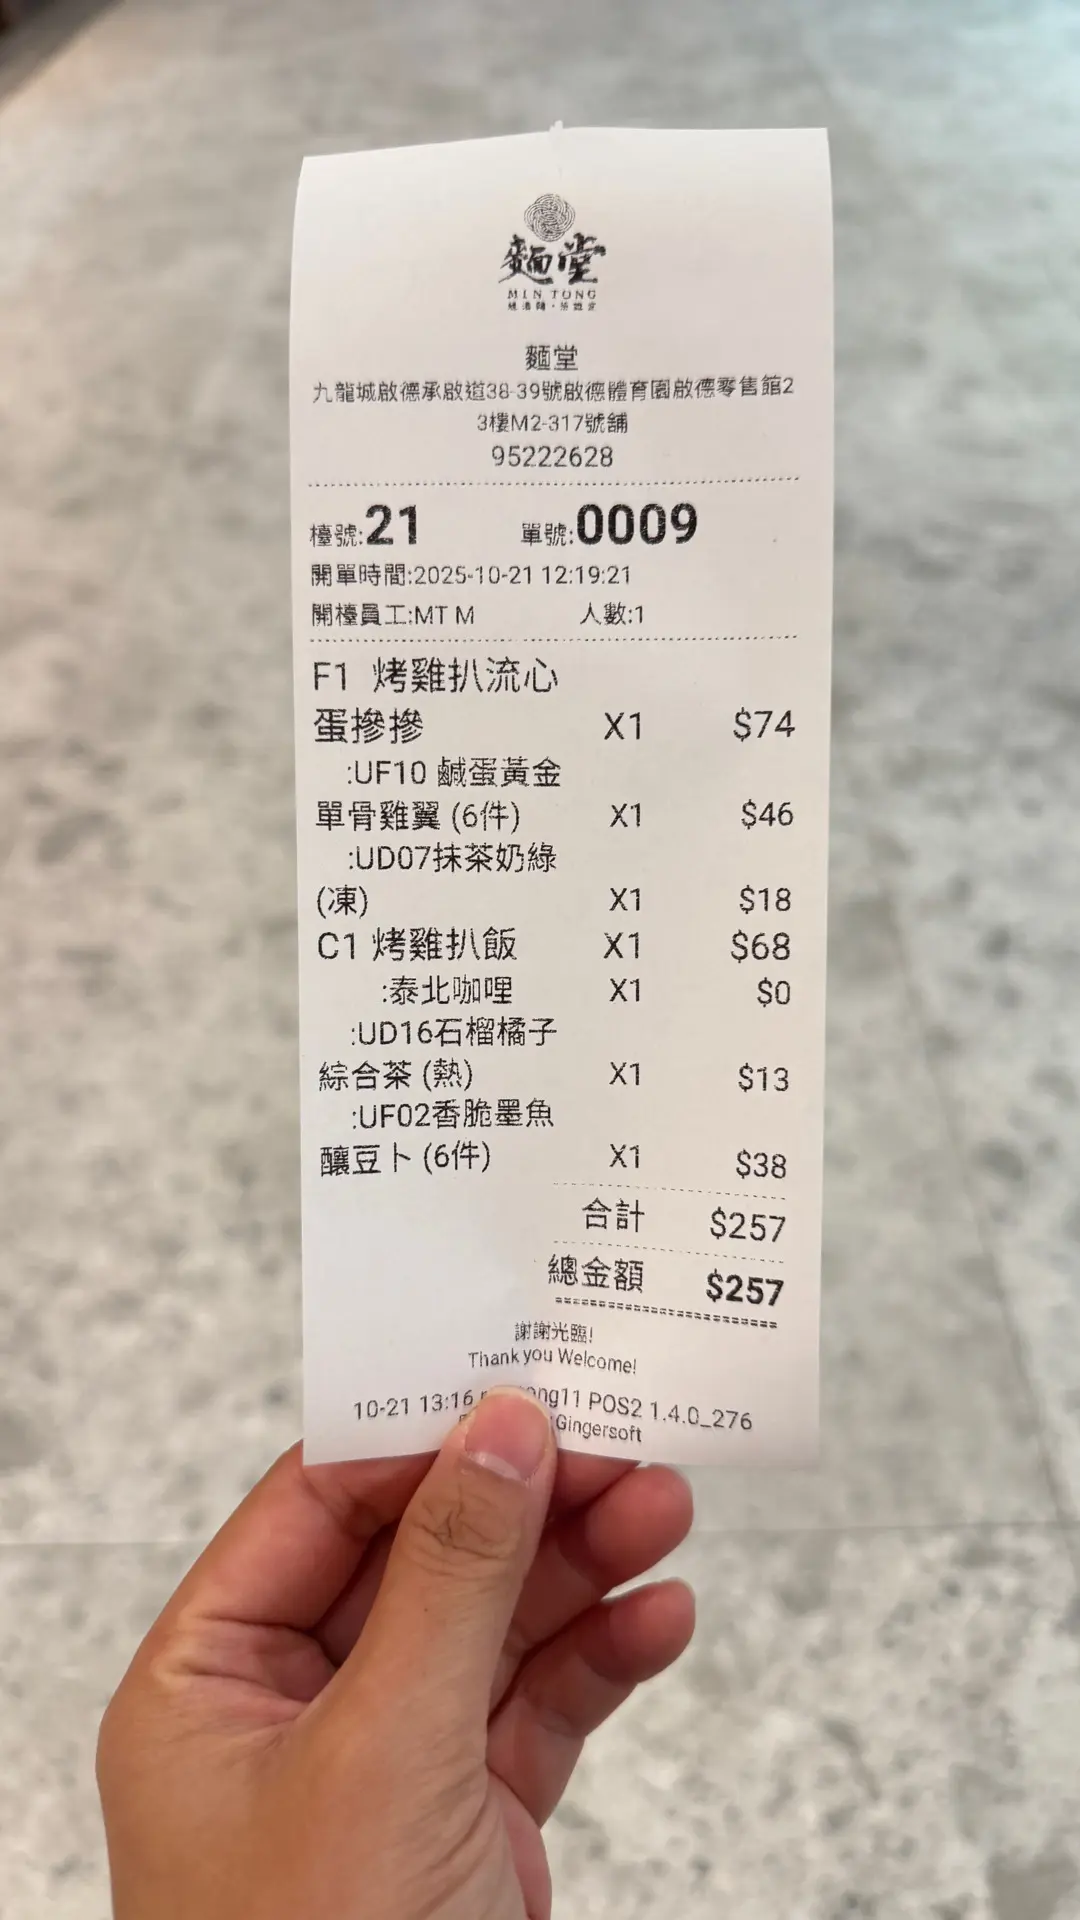 麵堂
MIN TONG
麵堂
九龍城啟德承啟道38-39號啟德體育園啟德零售館2
3樓M2-317號舖
95222628
檯號:21 單號:0009
開單時間:2025-10-21 12:19:21
開檯員工:MT M 人數:1
F1 烤雞扒流心
蛋摻摻 X1 $74
:UF10 鹹蛋黃金
單骨雞翼 (6件) X1 $46
:UD07抹茶奶綠
(凍) X1 $18
C1 烤雞扒飯 X1 $68
:泰北咖哩 X1 $0
:UD16石榴橘子
綜合茶 (熱) X1 $13
:UF02香脆墨魚
釀豆卜 (6件) X1 $38
合計 $257
總金額 $257
謝謝光臨!
Thank you Welcome!
10-21 13:16 00g11 POS2 1.4.0_276
Gingersoft